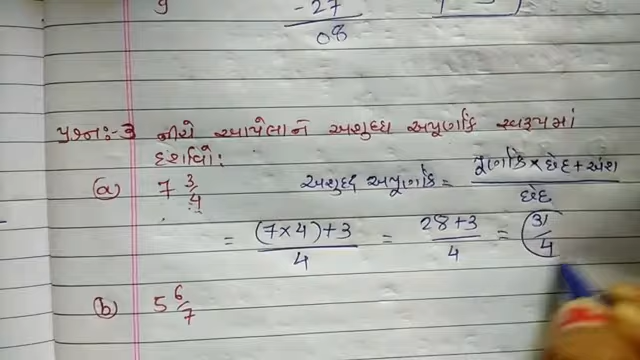 9
- 27
08
પ્રશ્નઃ-3 નીચે આપેલાને અશુધ્ધ અપૂર્ણાંક સ્વરૂપમાં
દર્શાવો:
(a) 7 3/4 અશુધ્ધ અપૂર્ણાંક = પૂર્ણાંક × છેદ + અંશ / છેદ
= (7×4)+3 / 4 = 28+3 / 4 = 31/4
(b) 5 6/7